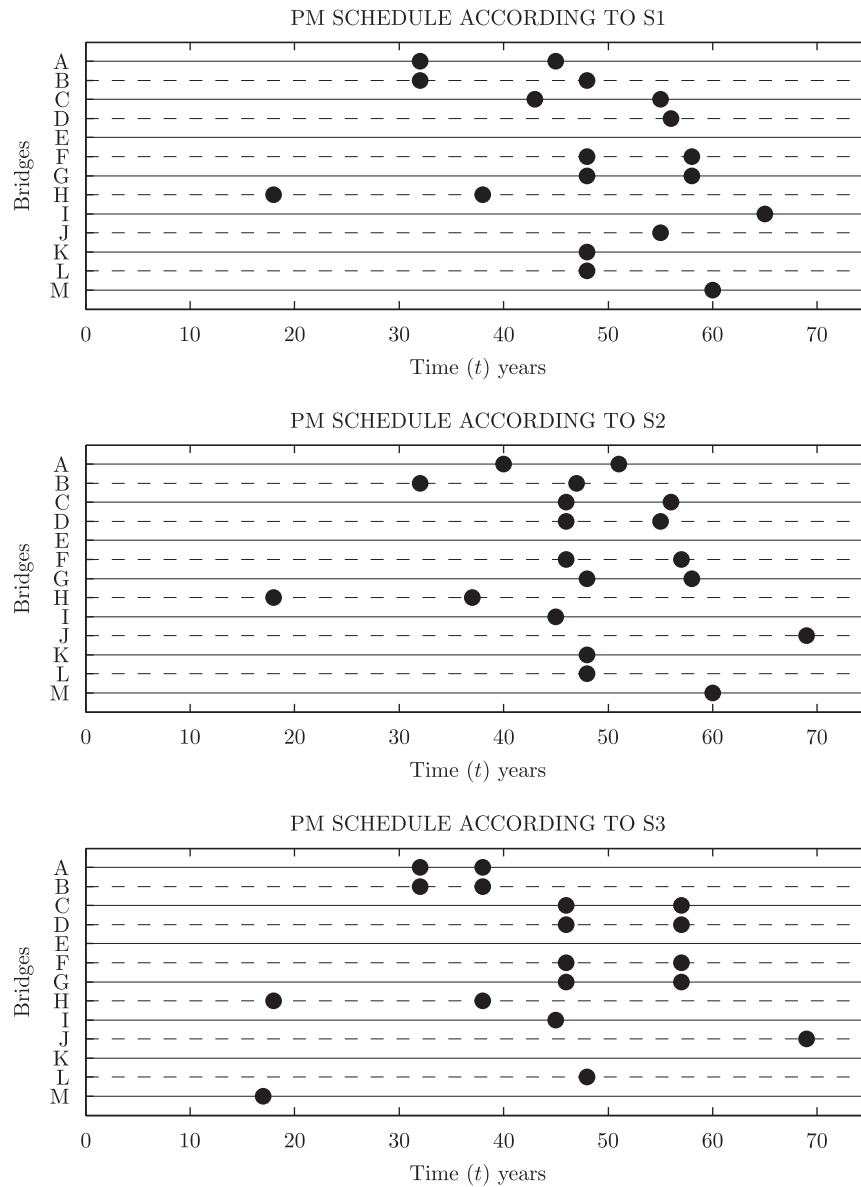 PM SCHEDULE ACCORDING TO S1
Bridges
A
B
C
D
E
F
G
H
I
J
K
L
M
0 10 20 30 40 50 60 70
Time (t) years
PM SCHEDULE ACCORDING TO S2
Bridges
A
B
C
D
E
F
G
H
I
J
K
L
M
0 10 20 30 40 50 60 70
Time (t) years
PM SCHEDULE ACCORDING TO S3
Bridges
A
B
C
D
E
F
G
H
I
J
K
L
M
0 10 20 30 40 50 60 70
Time (t) years